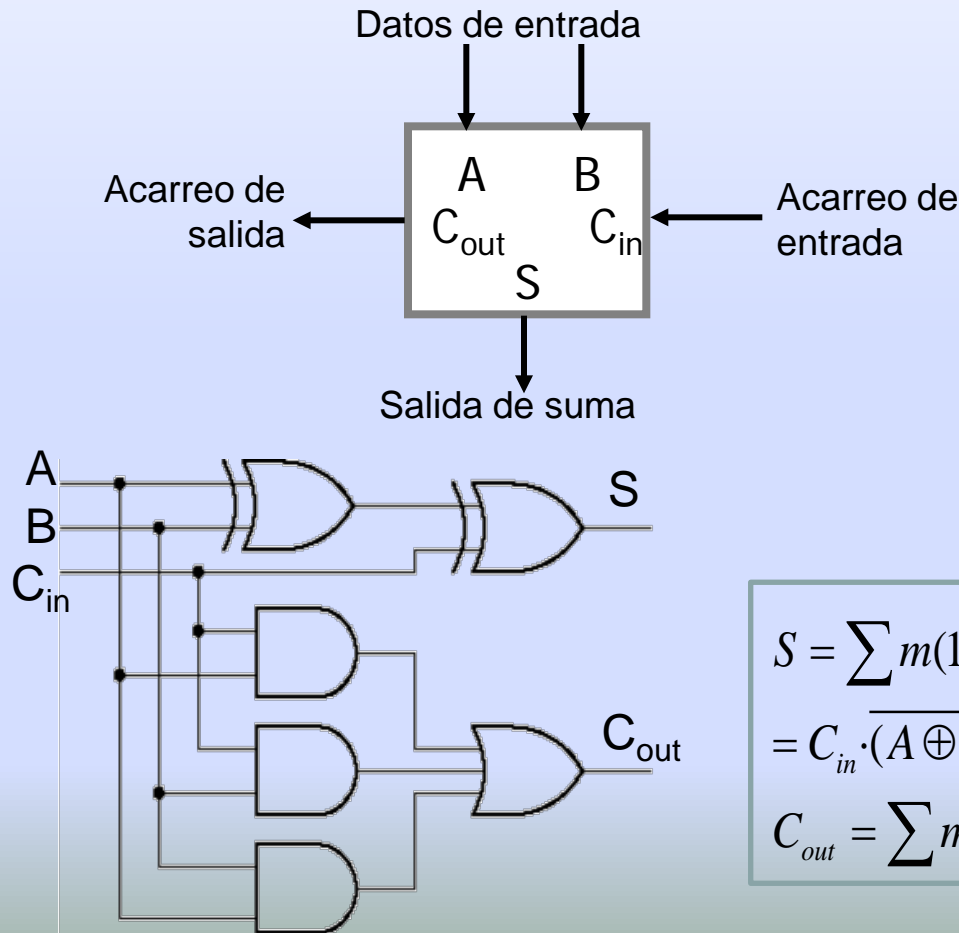 Datos de entrada
A B
Acarreo de
salida
C_out C_in
Acarreo de
entrada
S
Salida de suma
A
B
C_in
S
C_out
S = ∑ m(1
= C_in·\overline{(A ⊕}
C_out = ∑ m